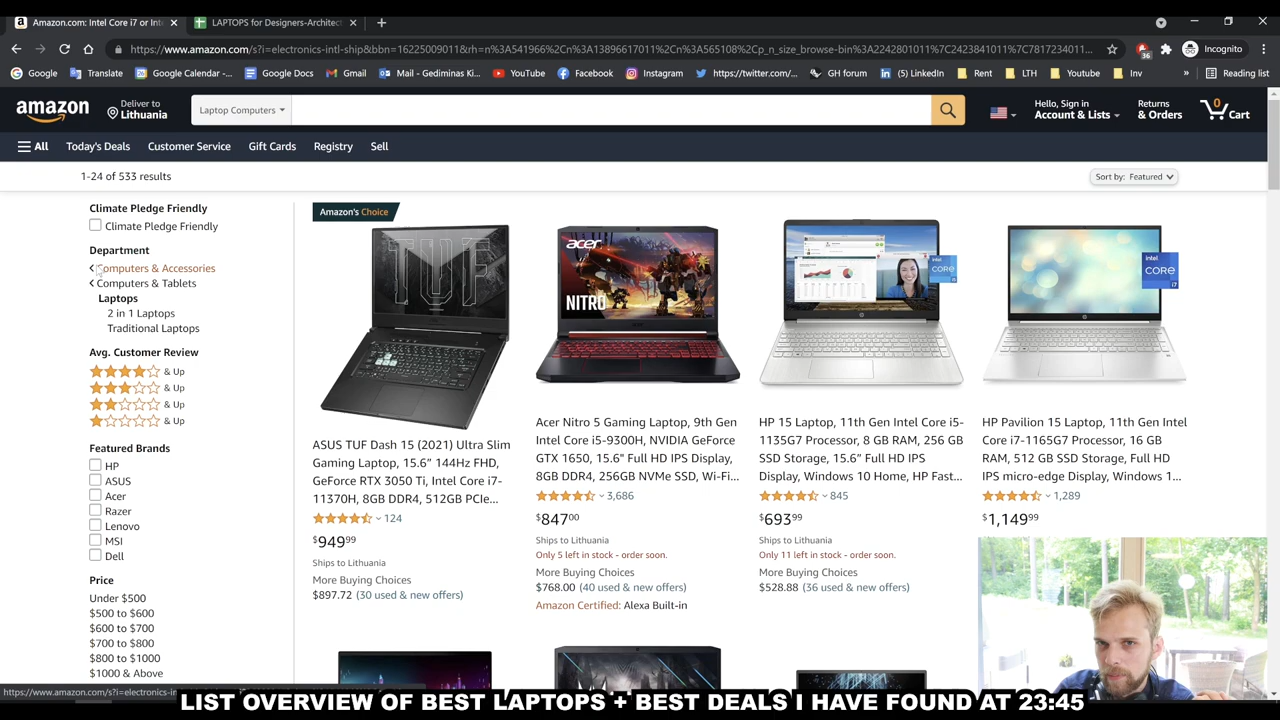 Amazon.com: Intel Core i7 or Inte
LAPTOPS for Designers-Architect
https://www.amazon.com/s?i=electronics-intl-ship&bbn=16225009011&rh=n%3A541966%2Cn%3A13896617011%2Cn%3A565108%2Cp_n_size_browse-bin%3A2242801011%7C2423841011%7C7817234011...
36
Incognito
Google
Translate
Google Calendar -...
Google Docs
Gmail
Mail - Gediminas Ki...
YouTube
Facebook
Instagram
https://twitter.com/...
GH forum
(5) LinkedIn
Rent
LTH
Youtube
Inv
»
Reading list
amazon
Deliver to
Lithuania
Laptop Computers
Hello, Sign in
Account & Lists
Returns
& Orders
0
Cart
All
Today's Deals
Customer Service
Gift Cards
Registry
Sell
1-24 of 533 results
Sort by: Featured
Climate Pledge Friendly
Climate Pledge Friendly
Department
Computers & Accessories
Computers & Tablets
Laptops
2 in 1 Laptops
Traditional Laptops
Avg. Customer Review
& Up
& Up
& Up
& Up
Featured Brands
HP
ASUS
Acer
Razer
Lenovo
MSI
Dell
Price
Under $500
$500 to $600
$600 to $700
$700 to $800
$800 to $1000
$1000 & Above
Amazon's Choice
TUF
ASUS TUF Dash 15 (2021) Ultra Slim
Gaming Laptop, 15.6” 144Hz FHD,
GeForce RTX 3050 Ti, Intel Core i7-
11370H, 8GB DDR4, 512GB PCIe...
124
$949 99
Ships to Lithuania
More Buying Choices
$897.72 (30 used & new offers)
acer
NITRO
Acer Nitro 5 Gaming Laptop, 9th Gen
Intel Core i5-9300H, NVIDIA GeForce
GTX 1650, 15.6" Full HD IPS Display,
8GB DDR4, 256GB NVMe SSD, Wi-Fi...
3,686
$847 00
Ships to Lithuania
Only 5 left in stock - order soon.
More Buying Choices
$768.00 (40 used & new offers)
Amazon Certified: Alexa Built-in
intel
CORE
HP 15 Laptop, 11th Gen Intel Core i5-
1135G7 Processor, 8 GB RAM, 256 GB
SSD Storage, 15.6” Full HD IPS
Display, Windows 10 Home, HP Fast...
845
$693 99
Ships to Lithuania
Only 11 left in stock - order soon.
More Buying Choices
$528.88 (36 used & new offers)
intel
CORE
i7
HP Pavilion 15 Laptop, 11th Gen Intel
Core i7-1165G7 Processor, 16 GB
RAM, 512 GB SSD Storage, Full HD
IPS micro-edge Display, Windows 1...
1,289
$1,149 99
https://www.amazon.com/s?i=electronics-in
LIST OVERVIEW OF BEST LAPTOPS + BEST DEALS I HAVE FOUND AT 23:45